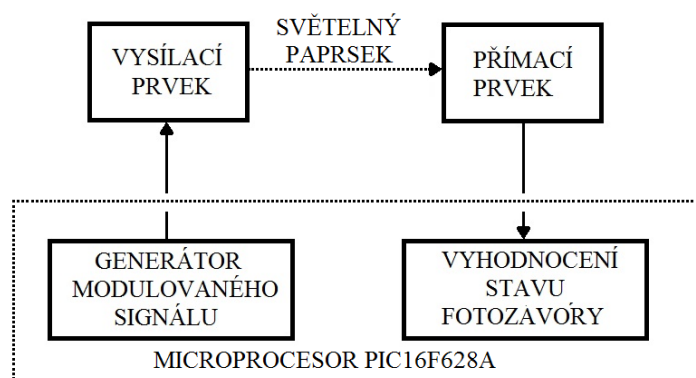 VYSÍLACÍ
PRVEK
SVĚTELNÝ
PAPRSEK
PŘÍMACÍ
PRVEK
GENERÁTOR
MODULOVANÉHO
SIGNÁLU
VYHODNOCENÍ
STAVU
FOTOZÁVORY
MICROPROCESOR PIC16F628A